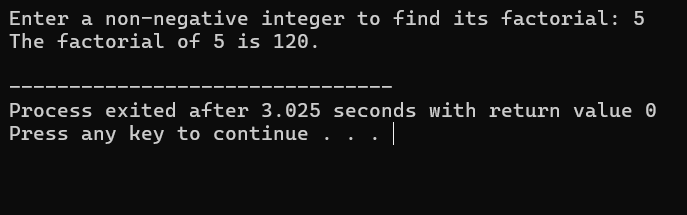 Enter a non-negative integer to find its factorial: 5
The factorial of 5 is 120.
--------------------------------
Process exited after 3.025 seconds with return value 0
Press any key to continue . . .